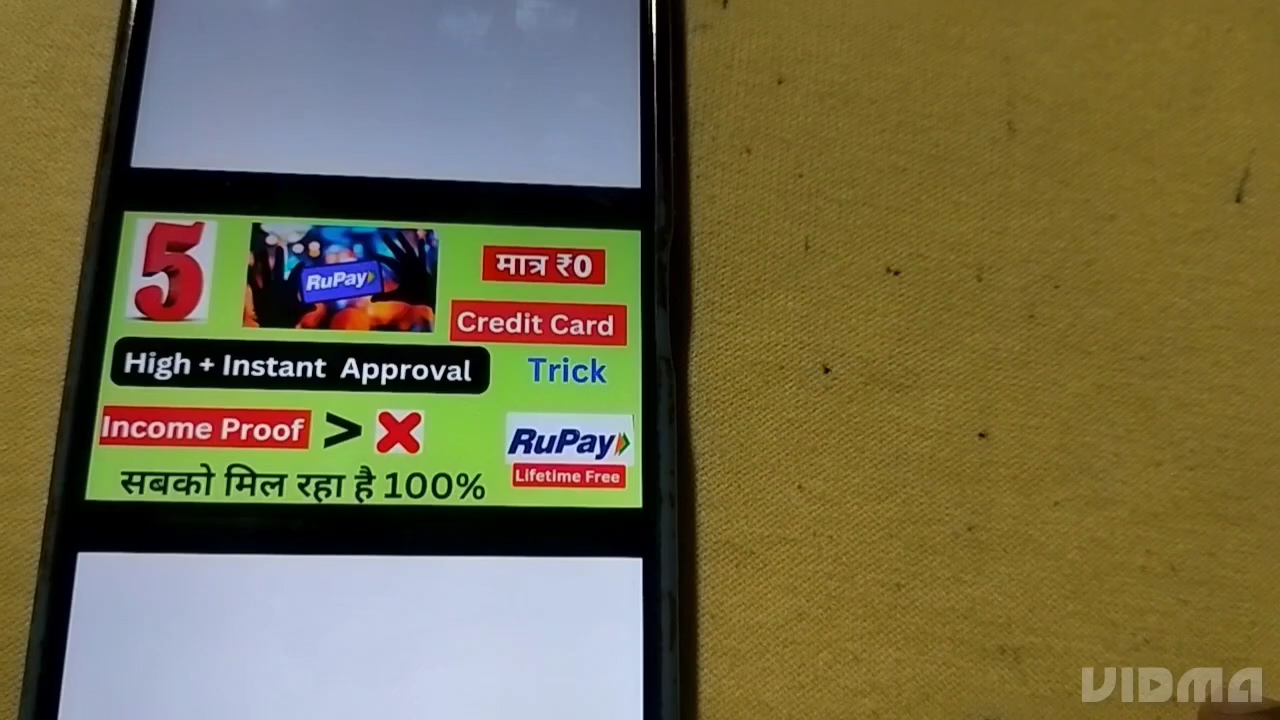 5
RuPay
मात्र ₹0
Credit Card
High + Instant Approval
Trick
Income Proof >
RuPay
Lifetime Free
सबको मिल रहा है 100%
VIDMA